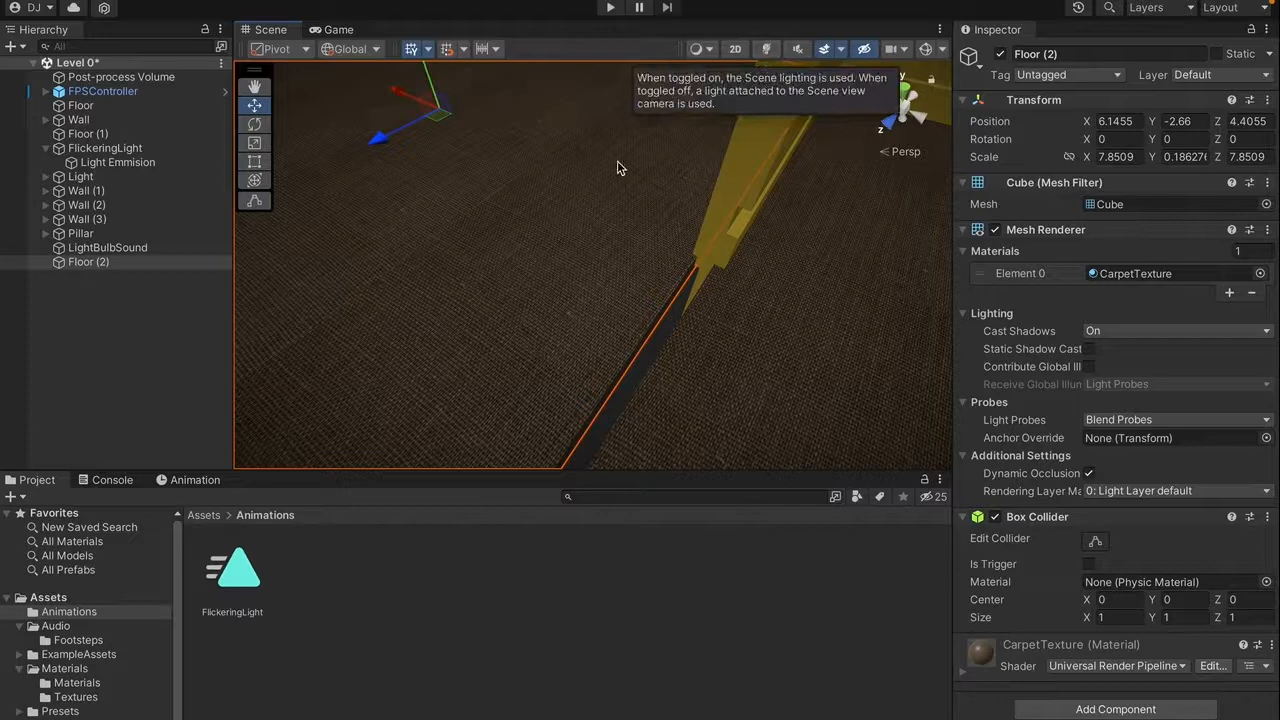 DJ
Layers
Layout
Hierarchy
All
Level 0*
Post-process Volume
FPSController
Floor
Wall
Floor (1)
FlickeringLight
Light Emmision
Light
Wall (1)
Wall (2)
Wall (3)
Pillar
LightBulbSound
Floor (2)
Scene
Game
Pivot
Global
2D
When toggled on, the Scene lighting is used. When
toggled off, a light attached to the Scene view
camera is used.
y
z
Persp
Inspector
Floor (2)
Static
Tag Untagged
Layer Default
Transform
Position X 6.1455 Y -2.66 Z 4.4055
Rotation X 0 Y 0 Z 0
Scale X 7.8509 Y 0.18627 Z 7.8509
Cube (Mesh Filter)
Mesh Cube
Mesh Renderer
Materials 1
Element 0 CarpetTexture
Lighting
Cast Shadows On
Static Shadow Cast
Contribute Global Ill
Receive Global Illun Light Probes
Probes
Light Probes Blend Probes
Anchor Override None (Transform)
Additional Settings
Dynamic Occlusion
Rendering Layer Ma 0: Light Layer default
Box Collider
Edit Collider
Is Trigger
Material None (Physic Material)
Center X 0 Y 0 Z 0
Size X 1 Y 1 Z 1
CarpetTexture (Material)
Shader Universal Render Pipeline Edit...
Add Component
Project
Console
Animation
25
Favorites
New Saved Search
All Materials
All Models
All Prefabs
Assets
Animations
Audio
Footsteps
ExampleAssets
Materials
Materials
Textures
Presets
Assets > Animations
FlickeringLight